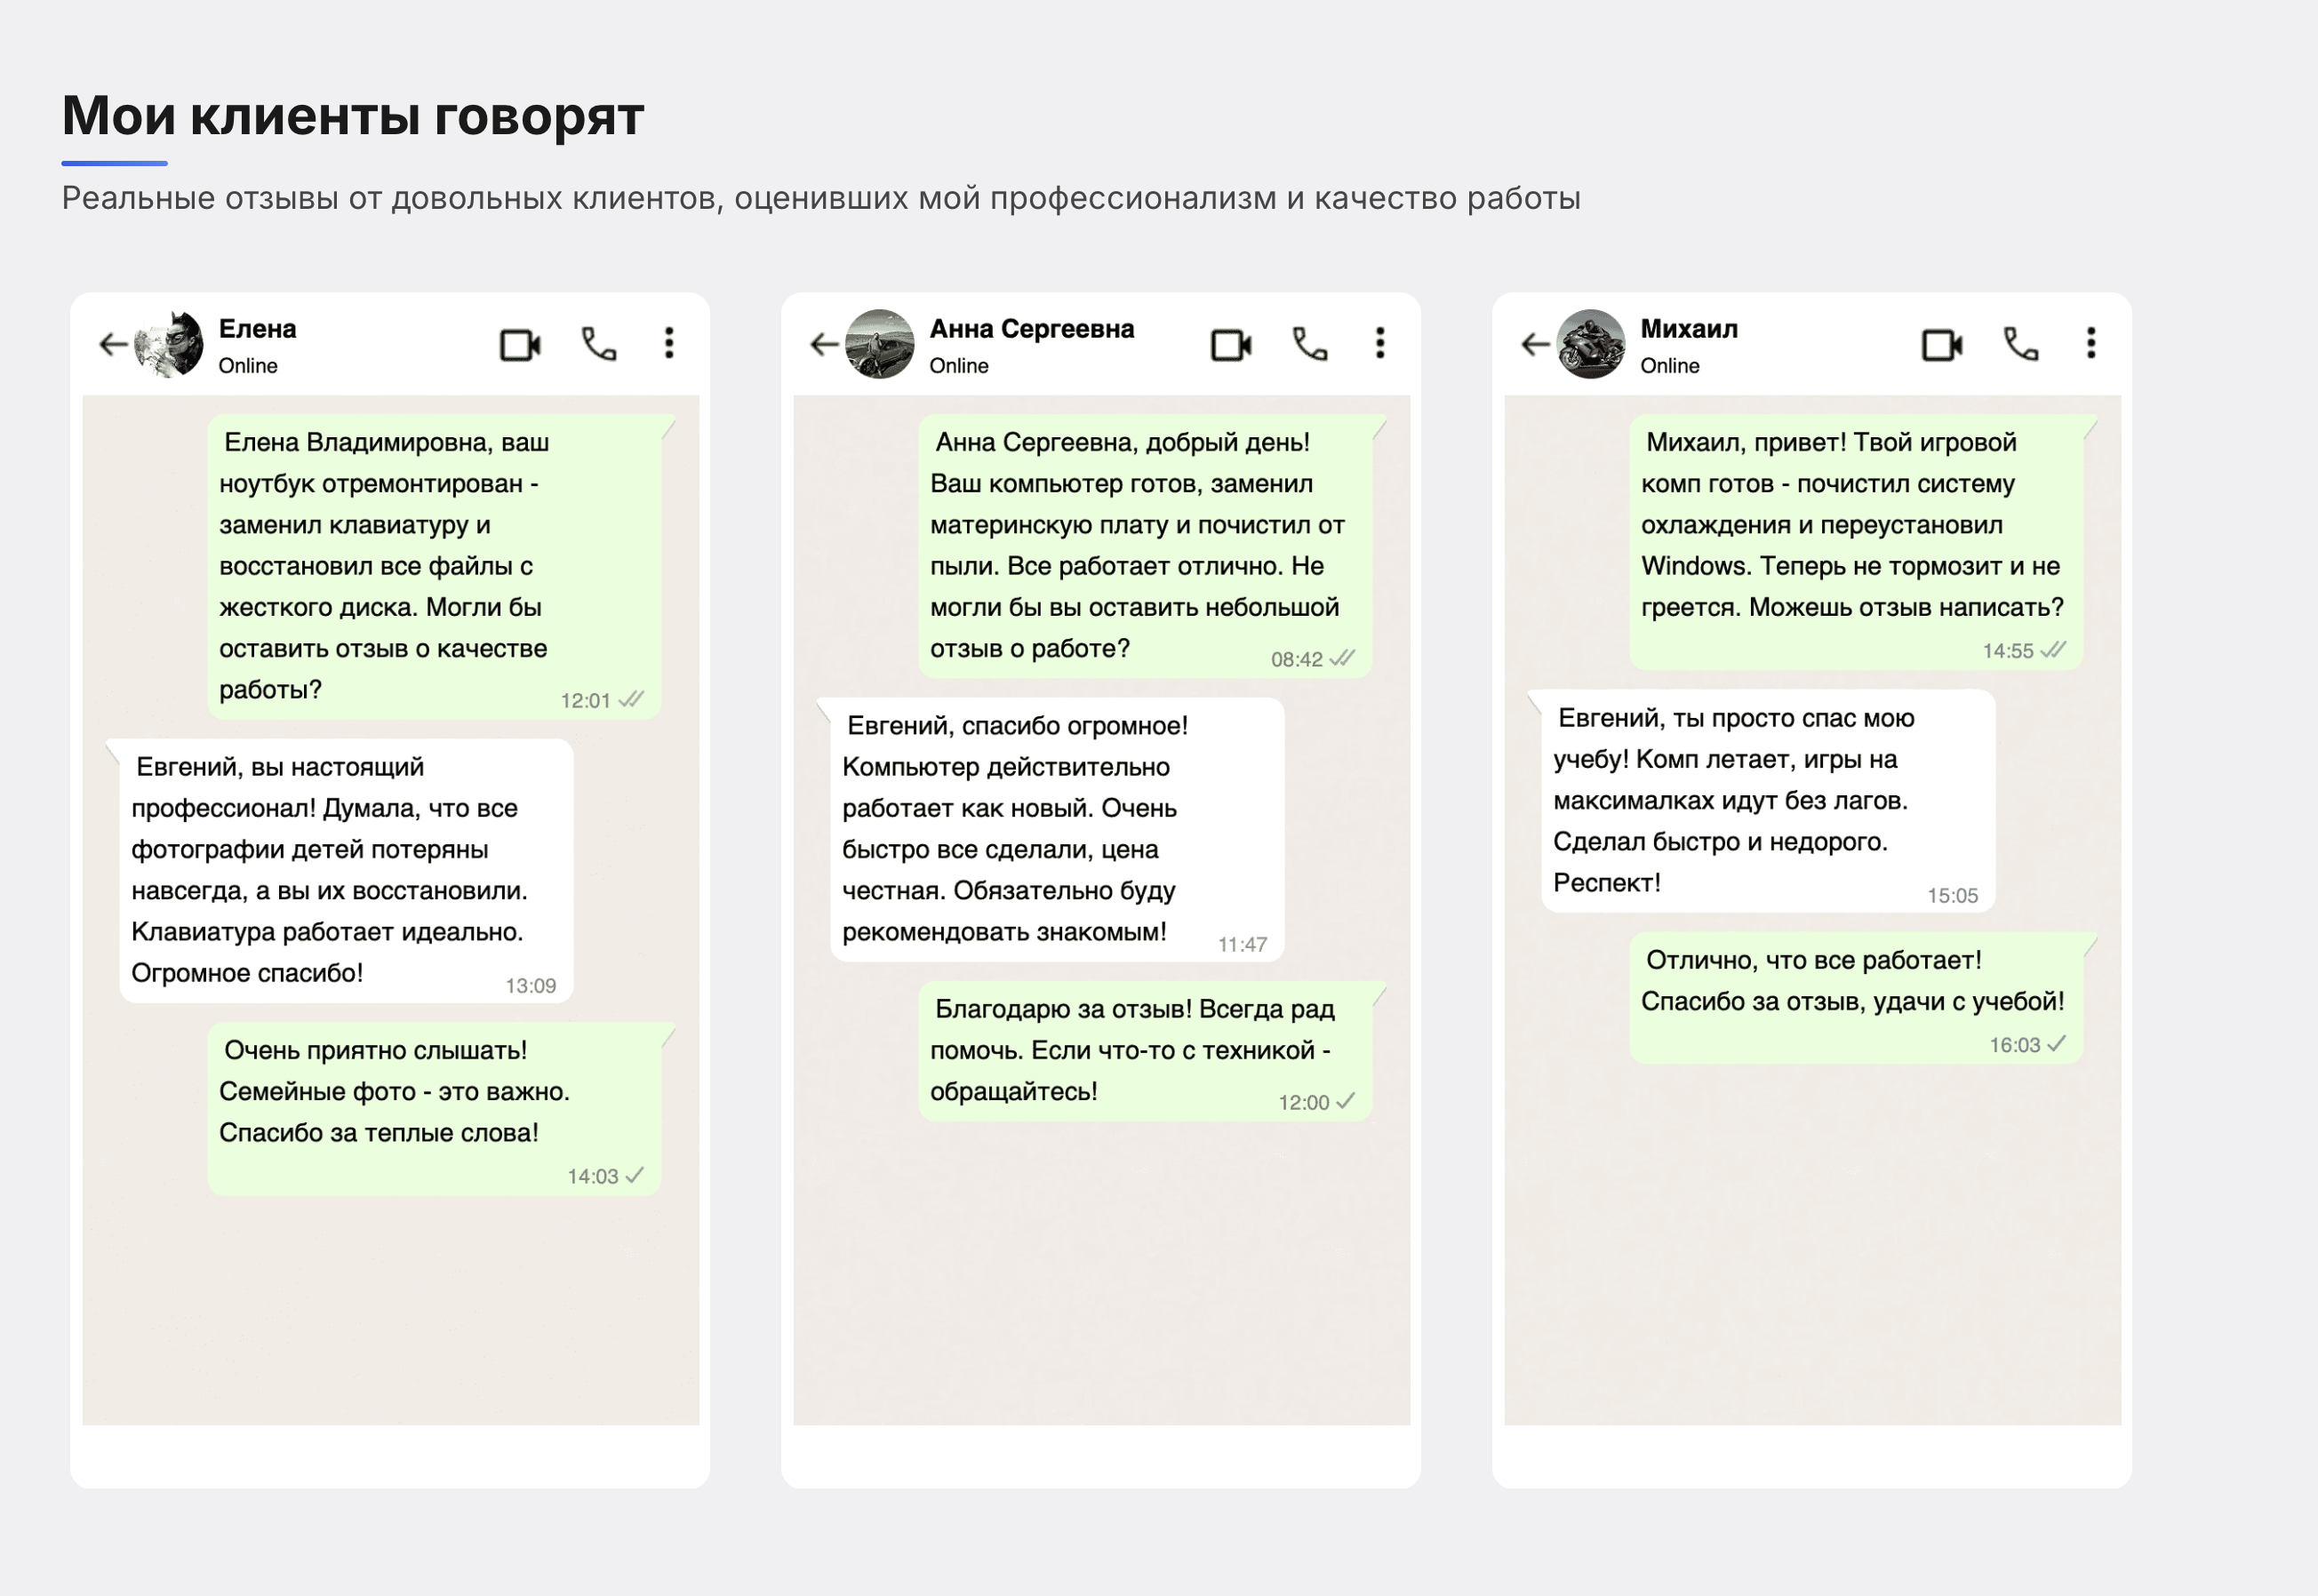 Мои клиенты говорят
Реальные отзывы от довольных клиентов, оценивших мой профессионализм и качество работы
Елена
Online
Елена Владимировна, ваш
ноутбук отремонтирован -
заменил клавиатуру и
восстановил все файлы с
жесткого диска. Могли бы
оставить отзыв о качестве
работы?
12:01
Евгений, вы настоящий
профессионал! Думала, что все
фотографии детей потеряны
навсегда, а вы их восстановили.
Клавиатура работает идеально.
Огромное спасибо!
13:09
Очень приятно слышать!
Семейные фото - это важно.
Спасибо за теплые слова!
14:03
Анна Сергеевна
Online
Анна Сергеевна, добрый день!
Ваш компьютер готов, заменил
материнскую плату и почистил от
пыли. Все работает отлично. Не
могли бы вы оставить небольшой
отзыв о работе?
08:42
Евгений, спасибо огромное!
Компьютер действительно
работает как новый. Очень
быстро все сделали, цена
честная. Обязательно буду
рекомендовать знакомым!
11:47
Благодарю за отзыв! Всегда рад
помочь. Если что-то с техникой -
обращайтесь!
12:00
Михаил
Online
Михаил, привет! Твой игровой
комп готов - почистил систему
охлаждения и переустановил
Windows. Теперь не тормозит и не
греется. Можешь отзыв написать?
14:55
Евгений, ты просто спас мою
учебу! Комп летает, игры на
максималках идут без лагов.
Сделал быстро и недорого.
Респект!
15:05
Отлично, что все работает!
Спасибо за отзыв, удачи с учебой!
16:03